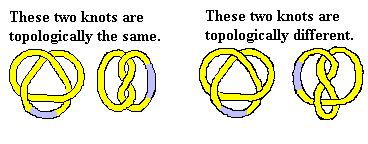 These two knots are
topologically the same.
These two knots are
topologically different.